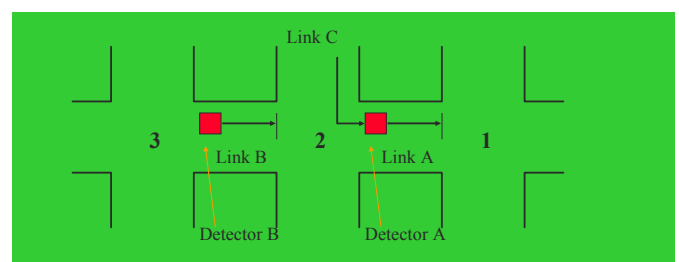 Link C
3
2
1
Link B
Link A
Detector B
Detector A